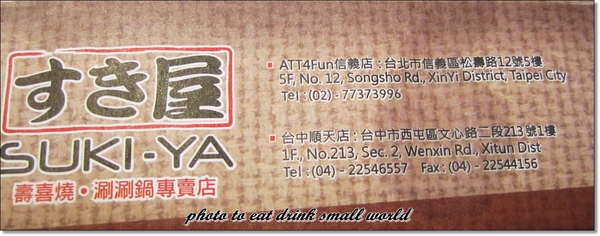 すき屋
SUKI-YA
壽喜燒・涮涮鍋專賣店
ATT4Fun信義店：台北市信義區松壽路12號5樓
5F, No. 12, Songsho Rd., XinYi District, Taipei City
Tel : (02) - 77373996
台中順天店：台中市西屯區文心路二段213號1樓
1F., No.213, Sec. 2, Wenxin Rd., Xitun Dist
Tel : (04) - 22546557 Fax : (04) - 22544156
photo to eat drink small world